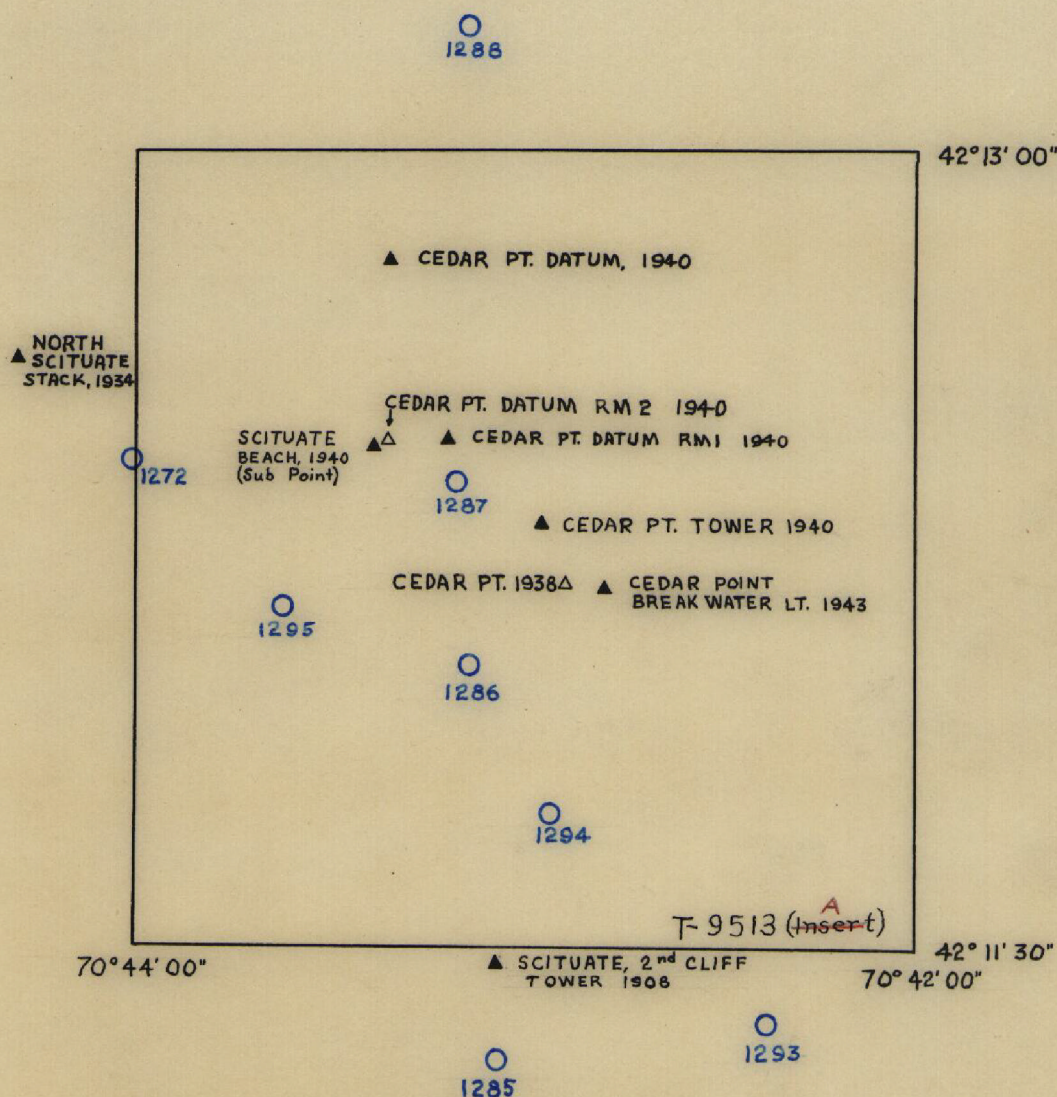 1288
42°13' 00"
▲ CEDAR PT. DATUM, 1940
▲ NORTH
SCITUATE
STACK, 1934
CEDAR PT. DATUM RM 2 1940
SCITUATE
BEACH, 1940
(Sub Point)
CEDAR PT. DATUM RM1 1940
1272
1287
CEDAR PT. TOWER 1940
CEDAR PT. 1938
CEDAR POINT
BREAK WATER LT. 1943
1295
1286
1294
A
T-9513 (Insert)
42° 11' 30"
70°44' 00"
70° 42' 00"
SCITUATE, 2nd CLIFF
TOWER 1908
1293
1285